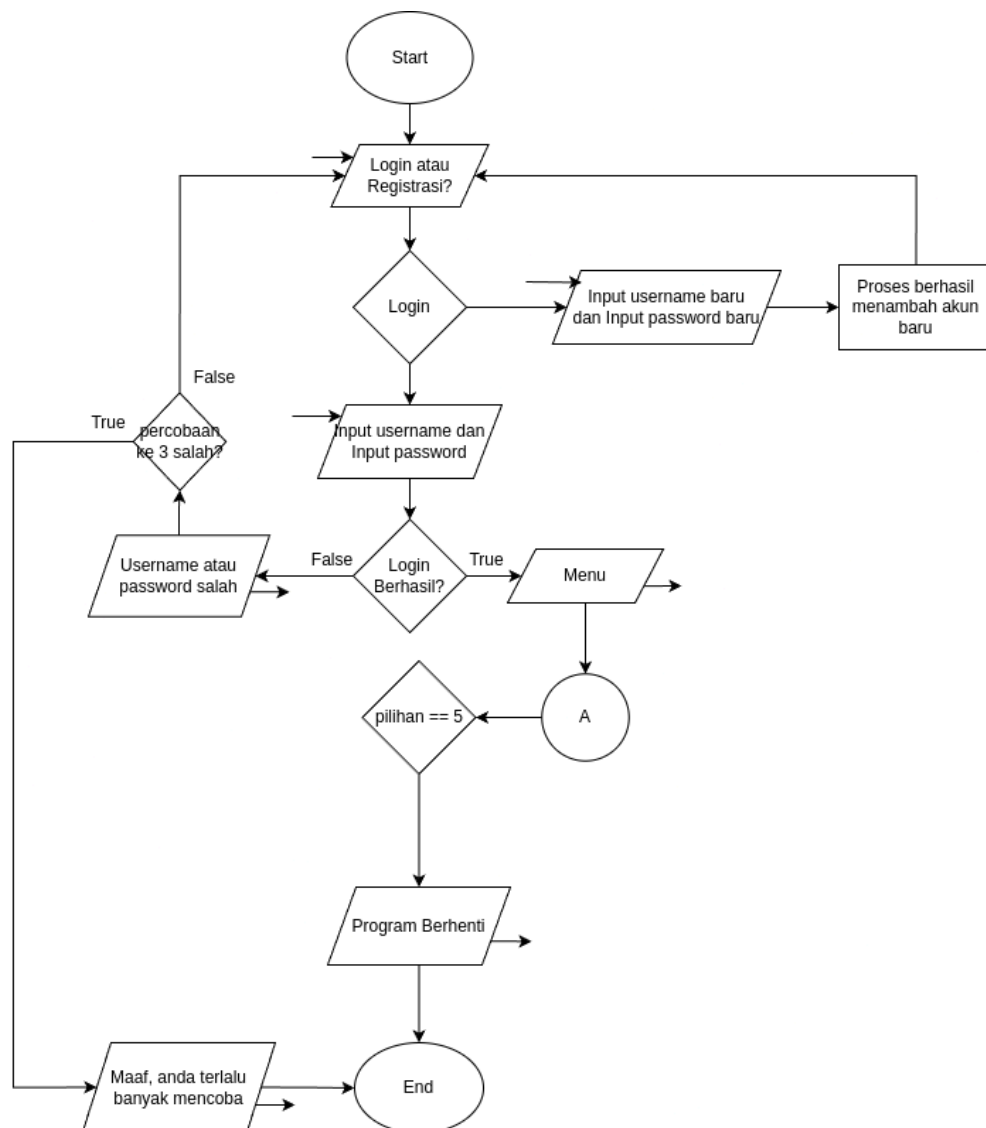 Start
Login atau
Registrasi?
Login
Input username baru
dan Input password baru
Proses berhasil
menambah akun
baru
False
True
percobaan
ke 3 salah?
Input username dan
Input password
Username atau
password salah
False
Login
Berhasil?
True
Menu
pilihan == 5
A
Program Berhenti
Maaf, anda terlalu
banyak mencoba
End